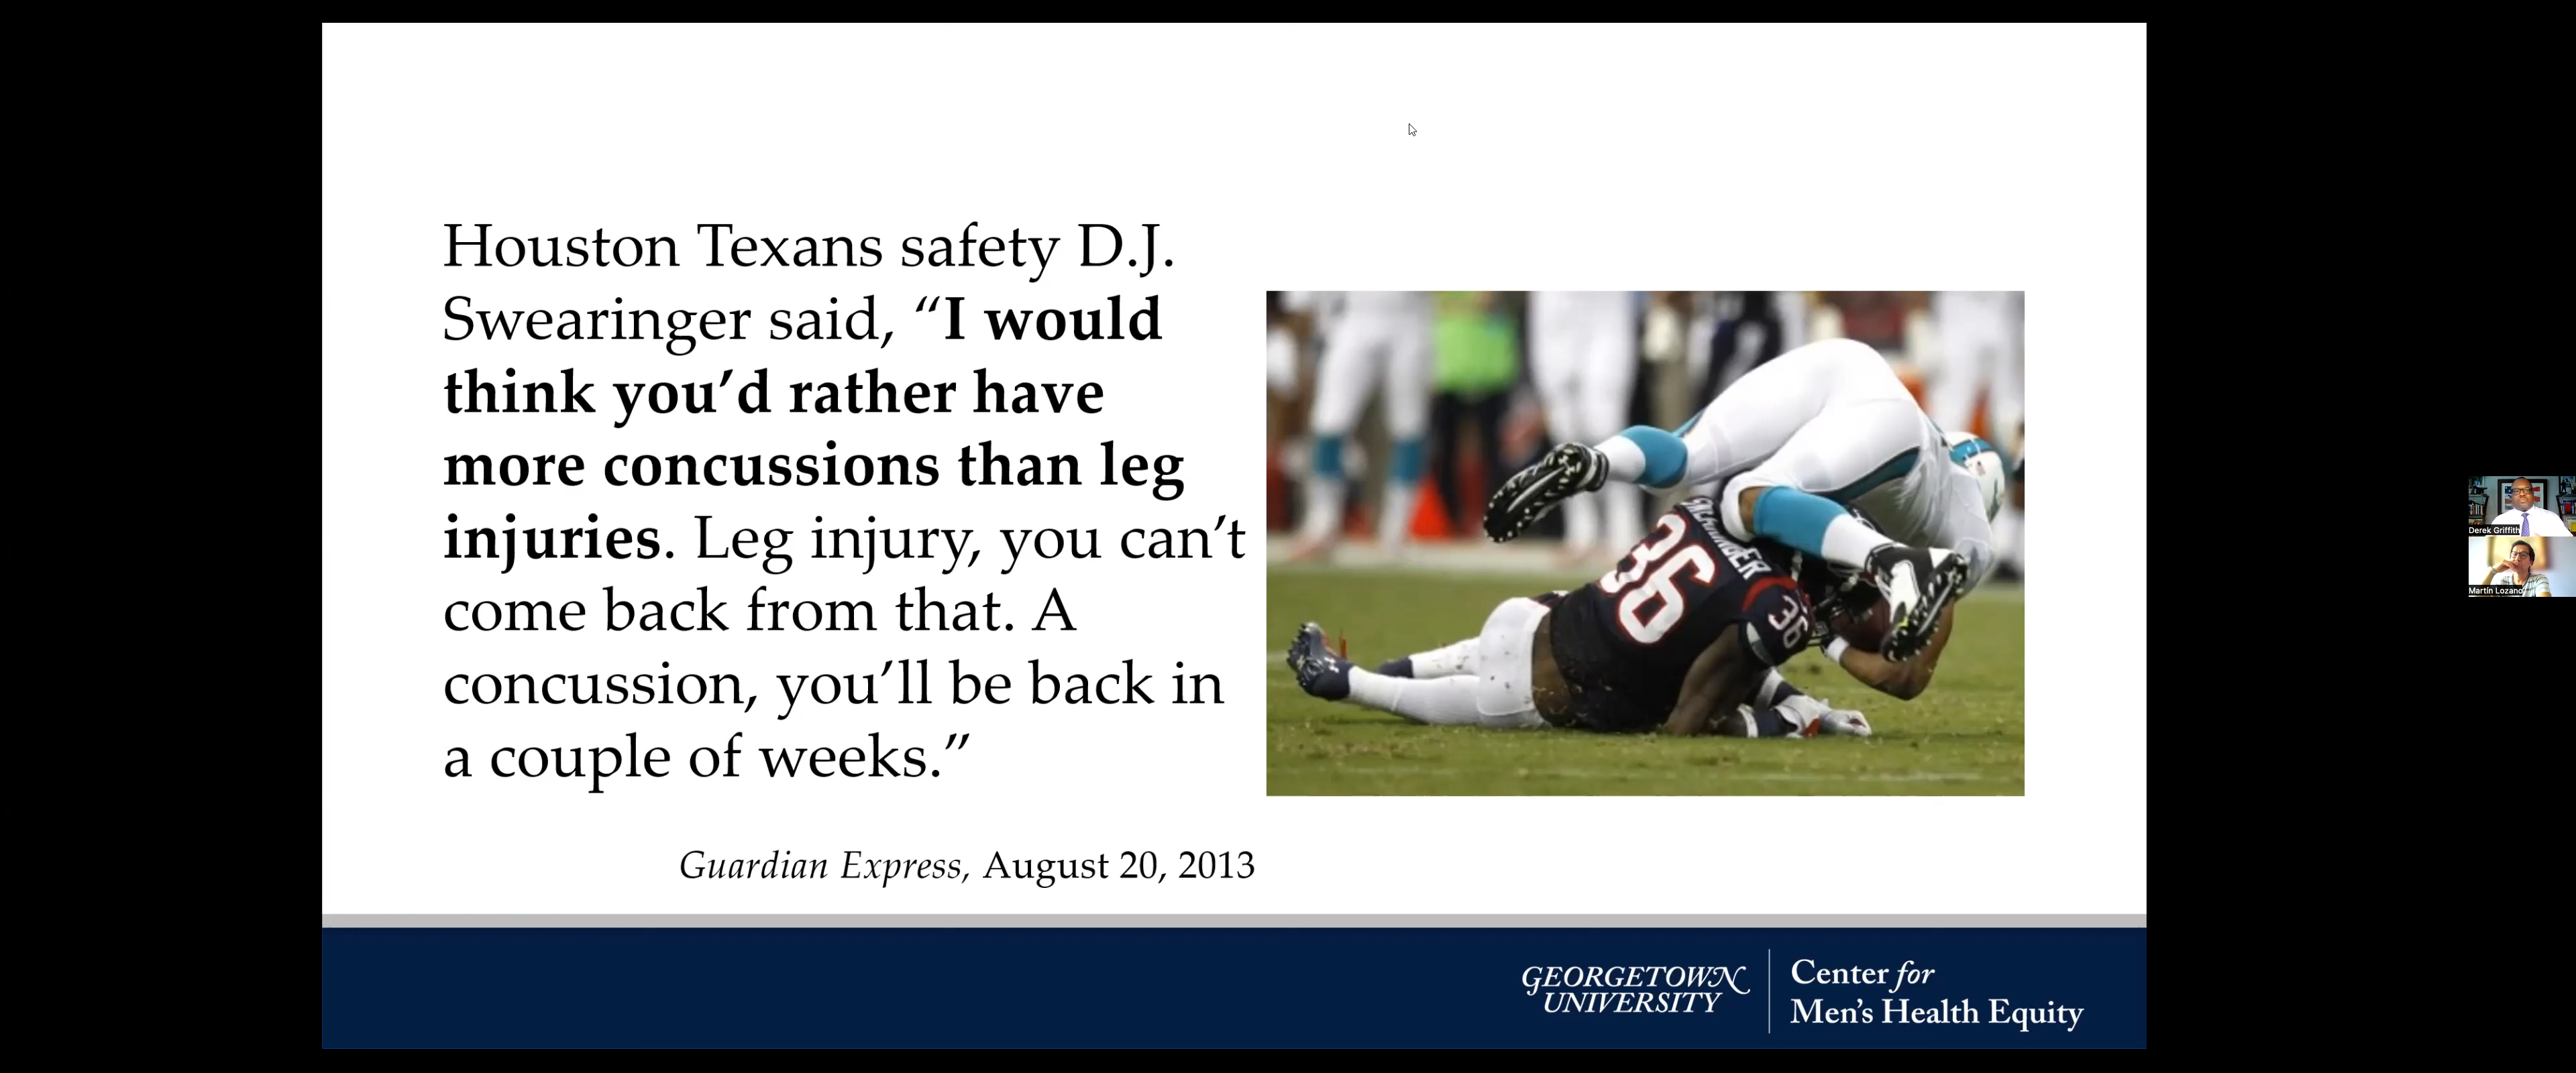 Houston Texans safety D.J.
Swearinger said, “I would
think you’d rather have
more concussions than leg
injuries. Leg injury, you can’t
come back from that. A
concussion, you’ll be back in
a couple of weeks.”
Guardian Express, August 20, 2013
36
36
GEORGETOWN
UNIVERSITY
Center for
Men’s Health Equity
Derek Griffith
Martín Lozano